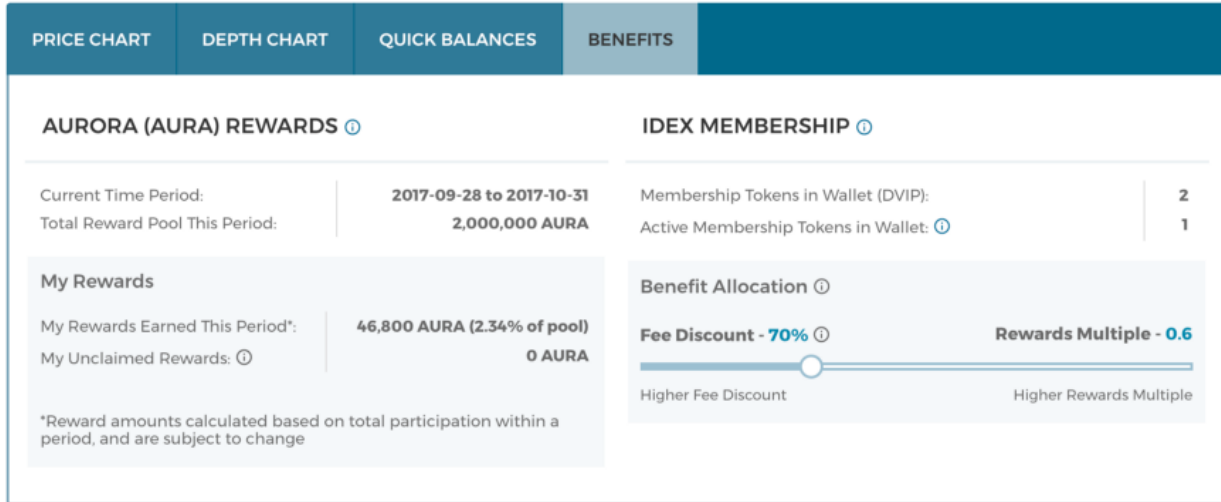 PRICE CHART DEPTH CHART QUICK BALANCES BENEFITS
AURORA (AURA) REWARDS
Current Time Period: 2017-09-28 to 2017-10-31
Total Reward Pool This Period: 2,000,000 AURA
My Rewards
My Rewards Earned This Period*: 46,800 AURA (2.34% of pool)
My Unclaimed Rewards: 0 AURA
*Reward amounts calculated based on total participation within a
period, and are subject to change
IDEX MEMBERSHIP
Membership Tokens in Wallet (DVIP): 2
Active Membership Tokens in Wallet: 1
Benefit Allocation
Fee Discount - 70% Rewards Multiple - 0.6
Higher Fee Discount Higher Rewards Multiple